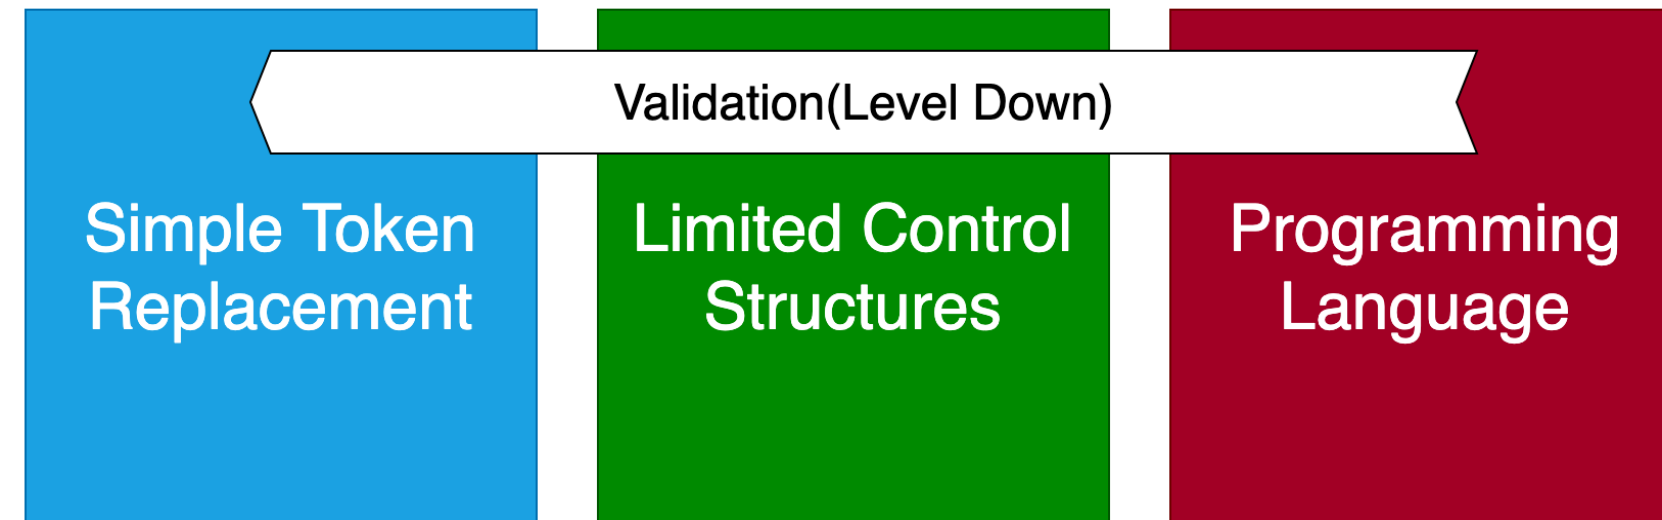 Validation(Level Down)
Simple Token
Replacement
Limited Control
Structures
Programming
Language